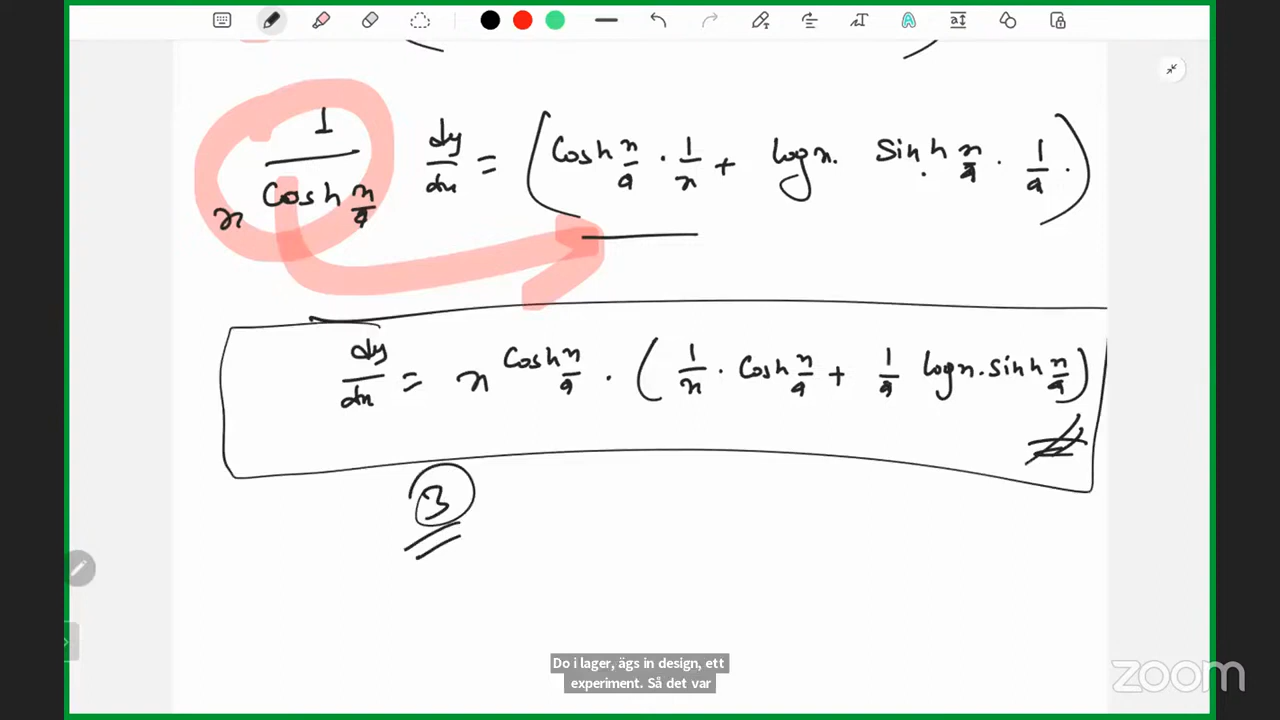 1/(x^(Cosh x/a)) dy/dx = (Cosh x/a · 1/x + log x · Sinh x/a · 1/a ·)
dy/dx = x^(Cosh x/a) · (1/x · Cosh x/a + 1/a log x · sinh x/a)
3
Do i lager, ägs in design, ett
experiment. Så det var
zoom